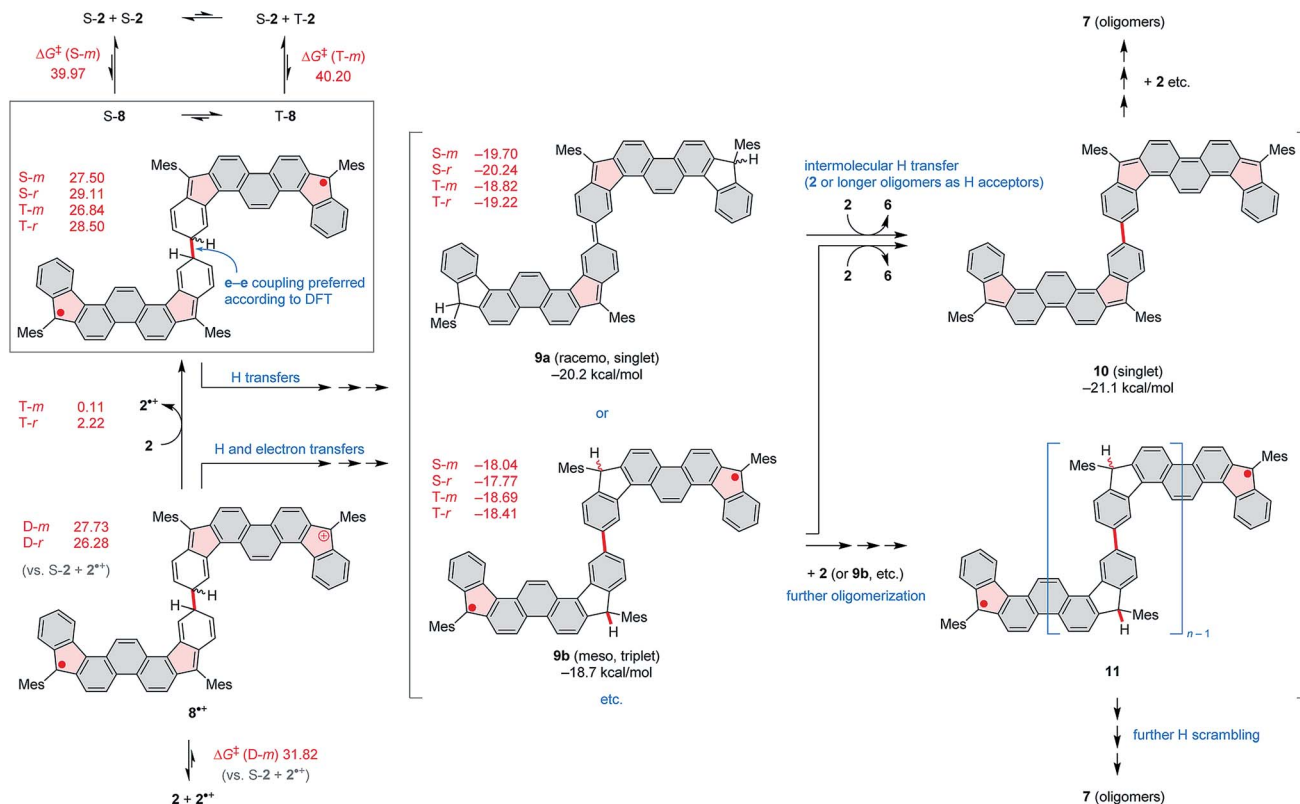 S-2 + S-2
S-2 + T-2
ΔG‡ (S-m)
39.97
ΔG‡ (T-m)
40.20
S-8
T-8
S-m 27.50
S-r 29.11
T-m 26.84
T-r 28.50
Mes
Mes
H
H
e–e coupling preferred
according to DFT
Mes
Mes
H transfers
T-m 0.11
T-r 2.22
2•+
2
H and electron transfers
D-m 27.73
D-r 26.28
(vs. S-2 + 2•+)
Mes
Mes
⊕
H
H
Mes
Mes
8•+
ΔG‡ (D-m) 31.82
(vs. S-2 + 2•+)
2 + 2•+
S-m –19.70
S-r –20.24
T-m –18.82
T-r –19.22
Mes
Mes
H
H
Mes
Mes
9a (racemo, singlet)
–20.2 kcal/mol
or
S-m –18.04
S-r –17.77
T-m –18.69
T-r –18.41
H
Mes
Mes
Mes
Mes
H
9b (meso, triplet)
–18.7 kcal/mol
etc.
intermolecular H transfer
(2 or longer oligomers as H acceptors)
2 6
2 6
+ 2 (or 9b, etc.)
further oligomerization
7 (oligomers)
+ 2 etc.
Mes
Mes
Mes
Mes
10 (singlet)
–21.1 kcal/mol
H
Mes
Mes
Mes
Mes
H
n – 1
11
further H scrambling
7 (oligomers)